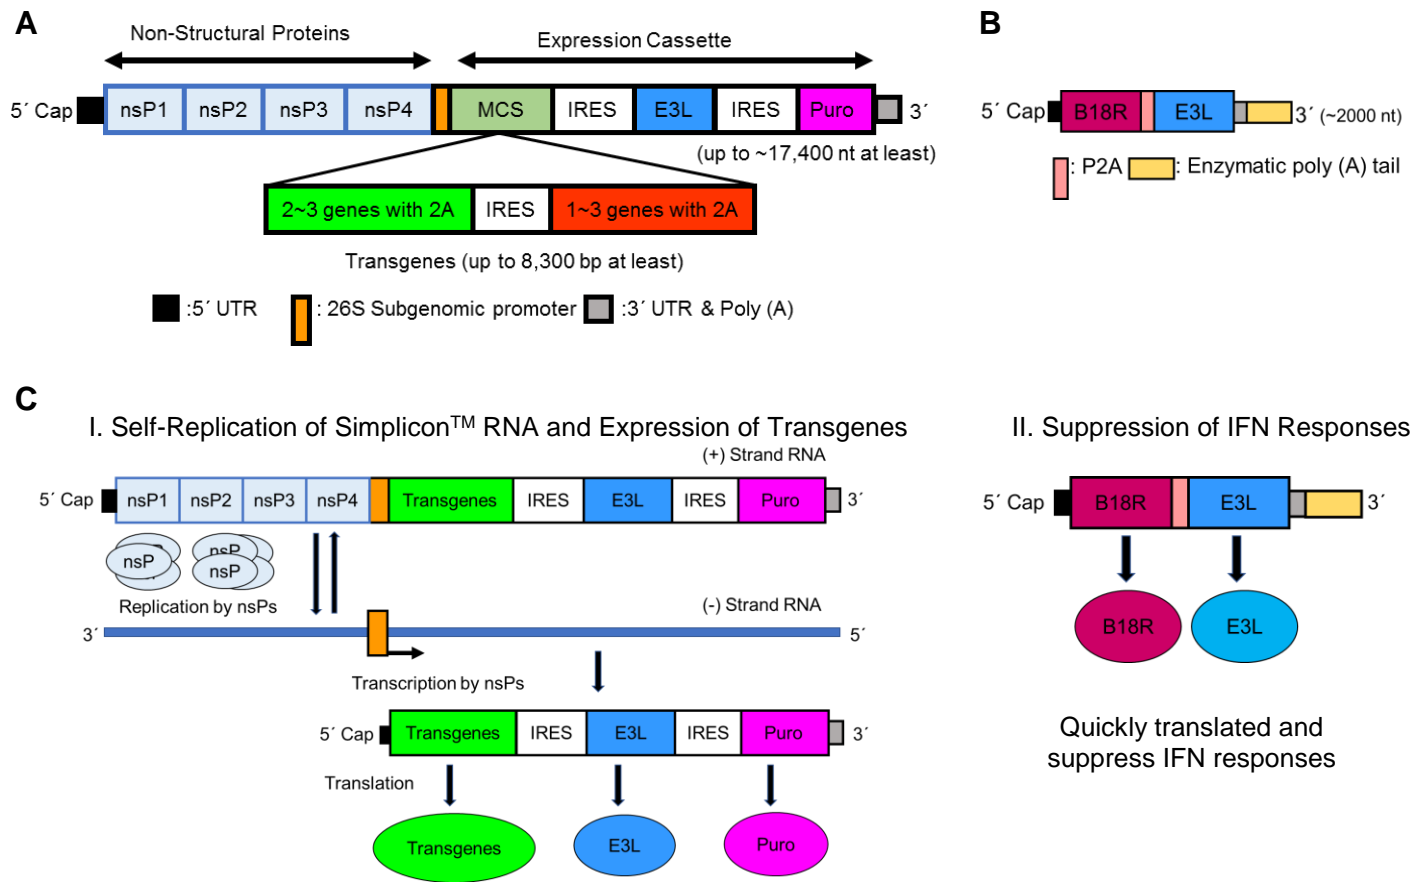 A
Non-Structural Proteins
Expression Cassette
5´ Cap nsP1 nsP2 nsP3 nsP4 MCS IRES E3L IRES Puro 3´
(up to ~17,400 nt at least)
2~3 genes with 2A IRES 1~3 genes with 2A
Transgenes (up to 8,300 bp at least)
:5´ UTR : 26S Subgenomic promoter :3´ UTR & Poly (A)
B
5´ Cap B18R E3L 3´ (~2000 nt)
: P2A : Enzymatic poly (A) tail
C
I. Self-Replication of Simplicon™ RNA and Expression of Transgenes
(+) Strand RNA
5´ Cap nsP1 nsP2 nsP3 nsP4 Transgenes IRES E3L IRES Puro 3´
nsP nsP
nsP
Replication by nsPs
(-) Strand RNA
3´ 5´
Transcription by nsPs
5´ Cap Transgenes IRES E3L IRES Puro 3´
Translation
Transgenes E3L Puro
II. Suppression of IFN Responses
5´ Cap B18R E3L 3´
B18R E3L
Quickly translated and
suppress IFN responses